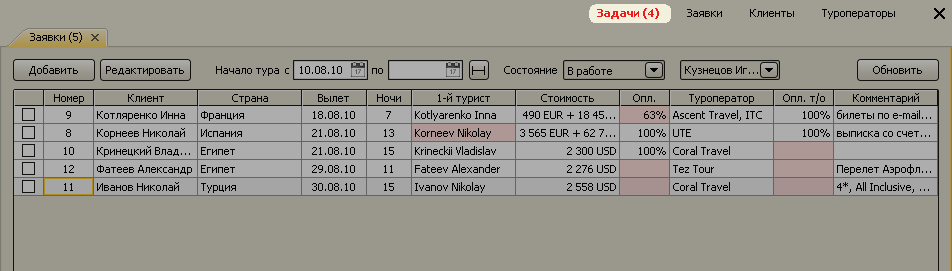 Задачи (4) Заявки Клиенты Туроператоры
Заявки (5)
Добавить Редактировать Начало тура с 10.08.10 по Состояние В работе Кузнецов Иг... Обновить
Номер Клиент Страна Вылет Ночи 1-й турист Стоимость Опл. Туроператор Опл. т/о Комментарий
9 Котляренко Инна Франция 18.08.10 7 Kotlyarenko Inna 490 EUR + 18 45... 63% Ascent Travel, ITC 100% билеты по e-mail...
8 Корнеев Николай Испания 21.08.10 13 Korneev Nikolay 3 565 EUR + 62 7... 100% UTE 100% выписка со счет...
10 Кринецкий Влад... Египет 21.08.10 15 Krineckii Vladislav 2 300 USD 100% Coral Travel
12 Фатеев Александр Египет 29.08.10 11 Fateev Alexander 2 276 USD Tez Tour Перелет Аэрофл...
11 Иванов Николай Турция 30.08.10 15 Ivanov Nikolay 2 558 USD Coral Travel 4*, All Inclusive, ...